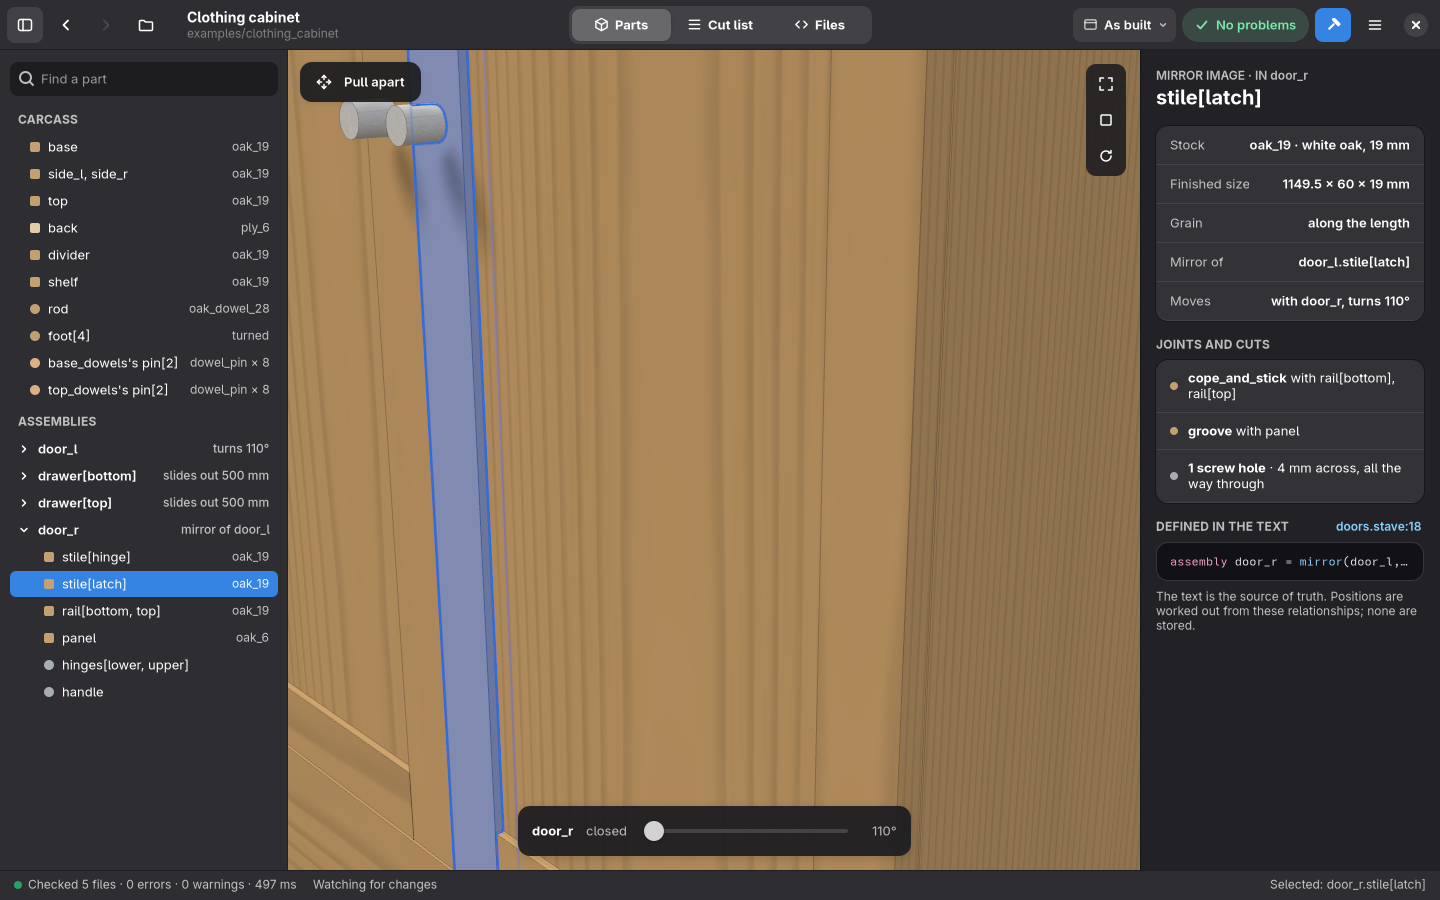 Clothing cabinet
examples/clothing_cabinet
Parts
Cut list
Files
As built
No problems
Find a part
CARCASS
base oak_19
side_l, side_r oak_19
top oak_19
back ply_6
divider oak_19
shelf oak_19
rod oak_dowel_28
foot[4] turned
base_dowels's pin[2] dowel_pin × 8
top_dowels's pin[2] dowel_pin × 8
ASSEMBLIES
door_l turns 110°
drawer[bottom] slides out 500 mm
drawer[top] slides out 500 mm
door_r mirror of door_l
stile[hinge] oak_19
stile[latch] oak_19
rail[bottom, top] oak_19
panel oak_6
hinges[lower, upper]
handle
Pull apart
door_r closed 110°
MIRROR IMAGE · IN door_r
stile[latch]
Stock oak_19 · white oak, 19 mm
Finished size 1149.5 × 60 × 19 mm
Grain along the length
Mirror of door_l.stile[latch]
Moves with door_r, turns 110°
JOINTS AND CUTS
cope_and_stick with rail[bottom],
rail[top]
groove with panel
1 screw hole · 4 mm across, all the
way through
DEFINED IN THE TEXT doors.stave:18
assembly door_r = mirror(door_l,…
The text is the source of truth. Positions are
worked out from these relationships; none are
stored.
Checked 5 files · 0 errors · 0 warnings · 497 ms Watching for changes
Selected: door_r.stile[latch]